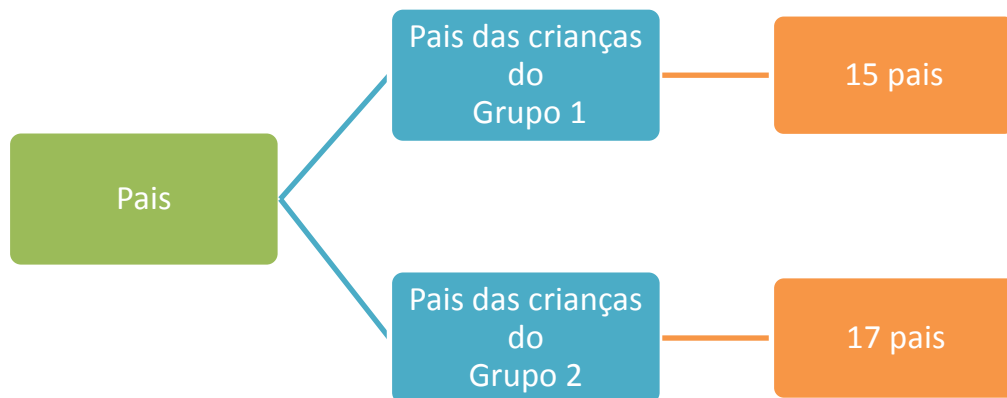 Pais
Pais das crianças
do
Grupo 1
15 pais
Pais das crianças
do
Grupo 2
17 pais